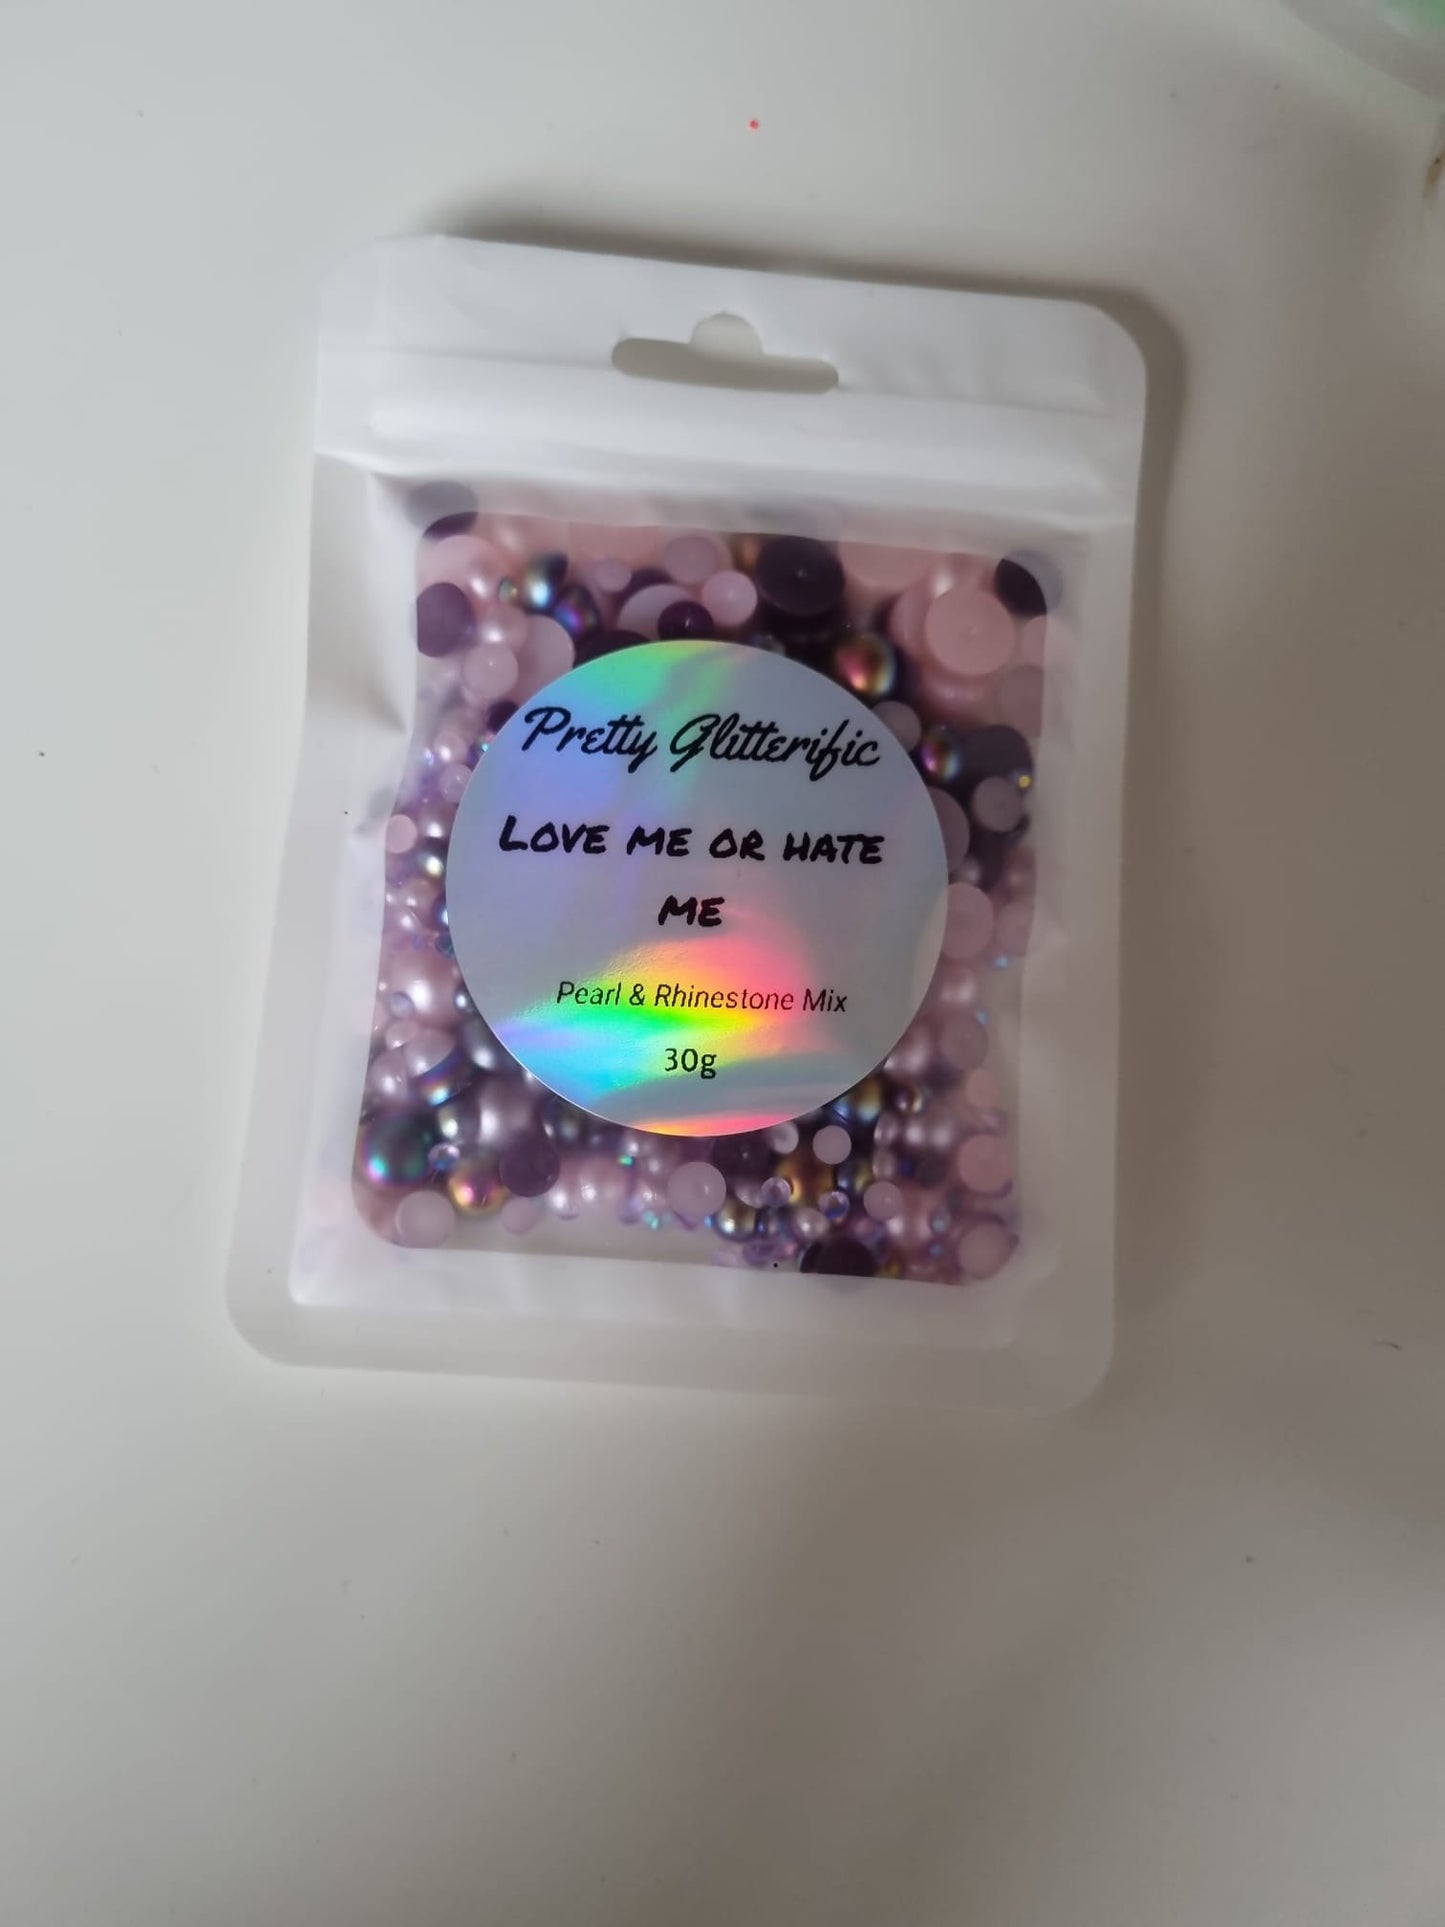 Pretty Glitterific
LOVE ME OR HATE
ME
Pearl & Rhinestone Mix
30g